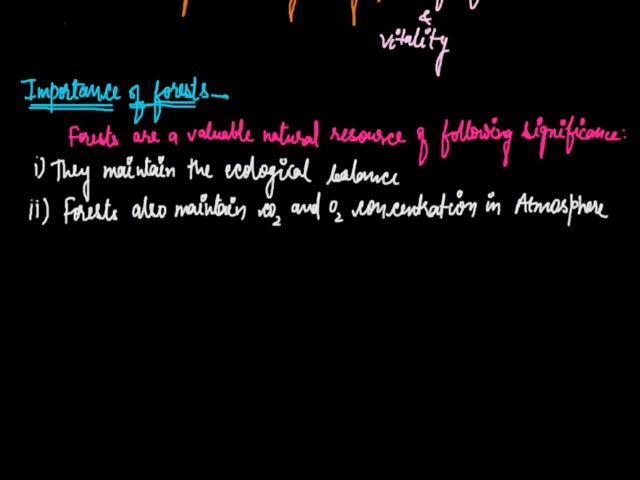 &
vitality
Importance of forests_
Forests are a valuable natural resource of following significance:
i) They maintain the ecological balance
ii) Forests also maintain CO2 and O2 concentration in Atmosphere